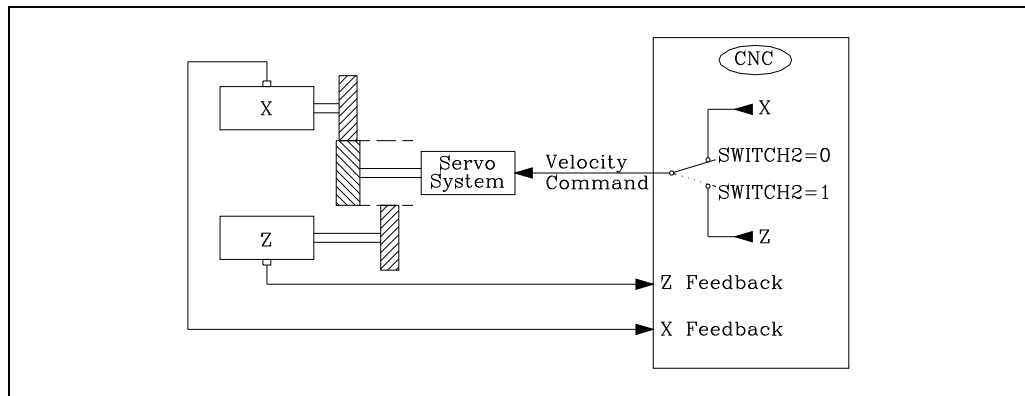 CNC
X
X
SWITCH2=0
Servo
System
Velocity
Command
SWITCH2=1
Z
Z
Z Feedback
X Feedback